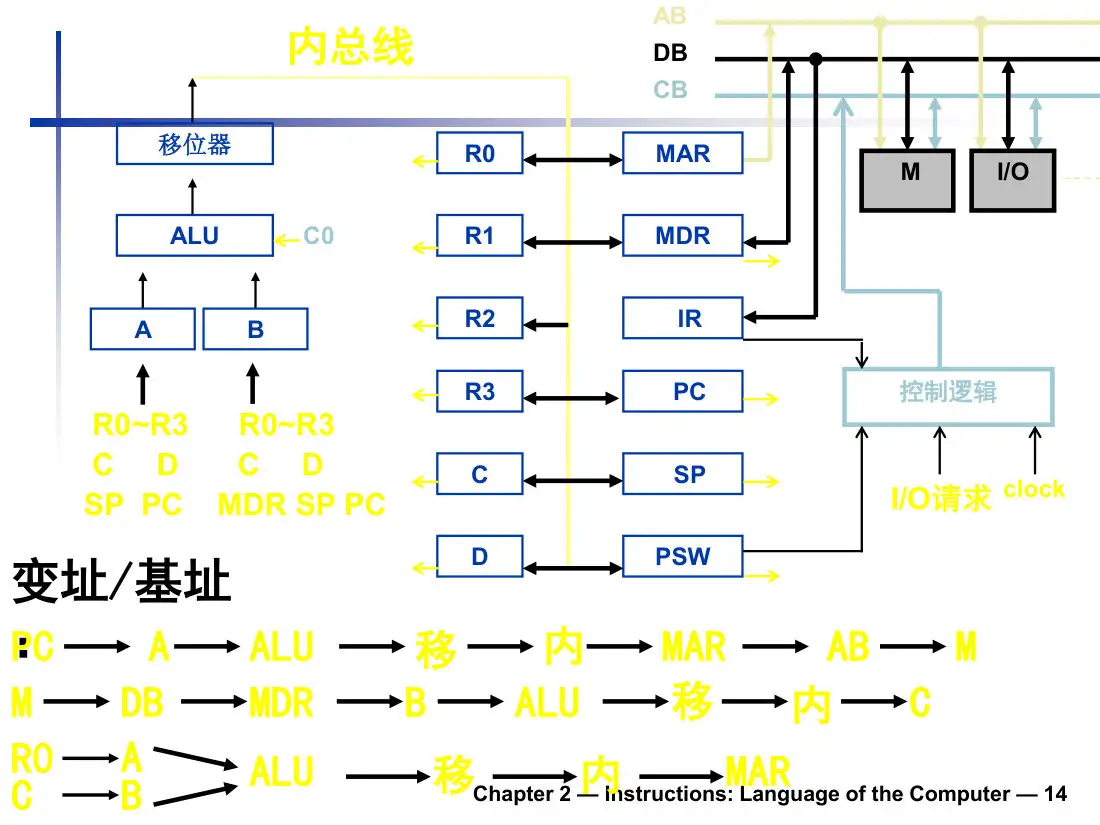 内总线
AB
DB
CB
移位器
R0
MAR
M
I/O
ALU
C0
R1
MDR
A
B
R2
IR
R3
PC
控制逻辑
R0~R3
R0~R3
C D
C D
SP PC
MDR SP PC
C
SP
I/O请求
clock
D
PSW
变址/基址
:
PC A ALU 移 内 MAR AB M
M DB MDR B ALU 移 内 C
R0 A
ALU 移 内 MAR
C B
Chapter 2 — Instructions: Language of the Computer — 14